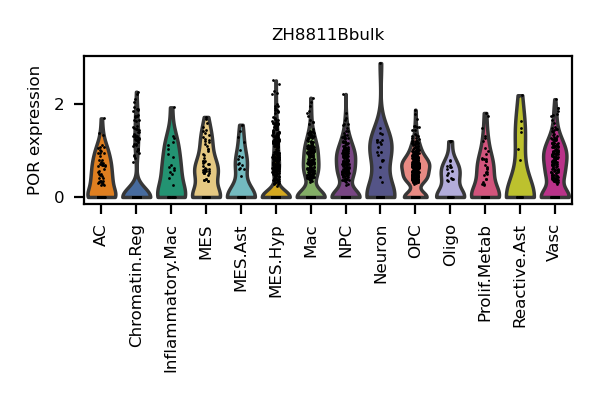 ZH8811Bbulk
POR expression
2
0
AC
Chromatin.Reg
Inflammatory.Mac
MES
MES.Ast
MES.Hyp
Mac
NPC
Neuron
OPC
Oligo
Prolif.Metab
Reactive.Ast
Vasc